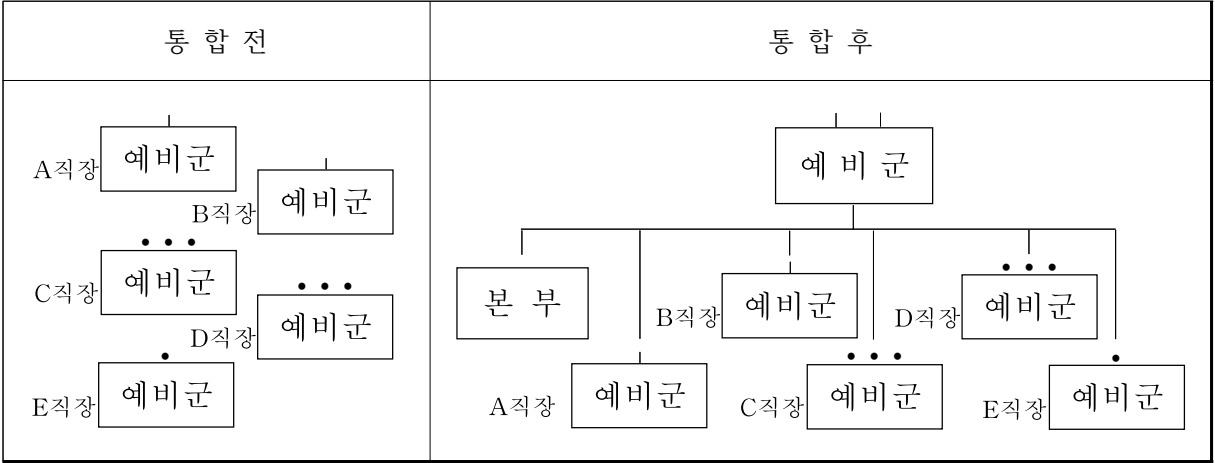 통 합 전
통 합 후
A직장 예비군
B직장 예비군
C직장 예비군
D직장 예비군
E직장 예비군
예 비 군
본 부
B직장 예비군
D직장 예비군
A직장 예비군
C직장 예비군
E직장 예비군